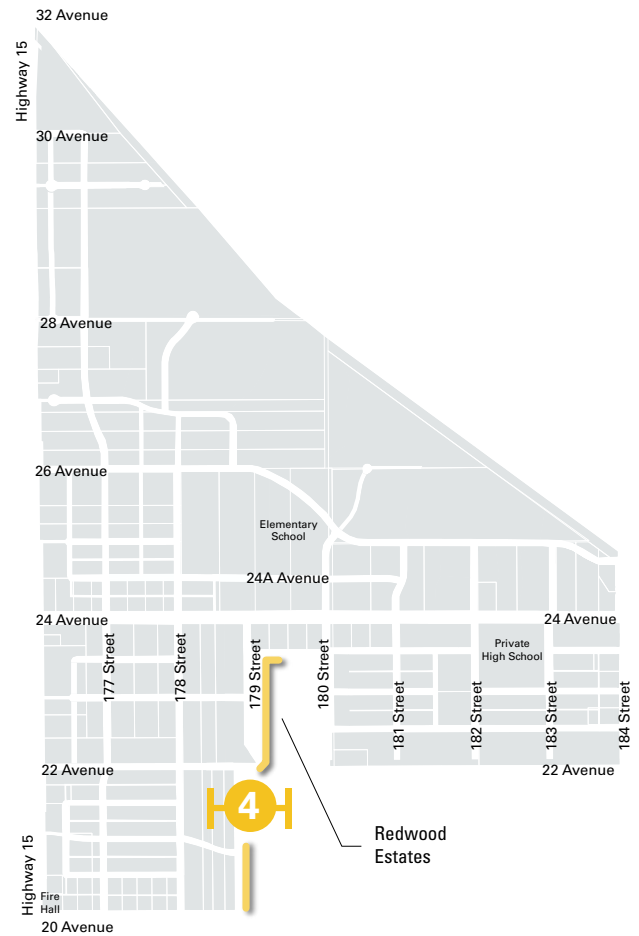 32 Avenue
Highway 15
30 Avenue
28 Avenue
26 Avenue
Elementary
School
24A Avenue
24 Avenue
24 Avenue
177 Street
178 Street
179 Street
180 Street
Private
High School
181 Street
182 Street
183 Street
184 Street
22 Avenue
22 Avenue
4
Redwood
Estates
Highway 15
Fire
Hall
20 Avenue